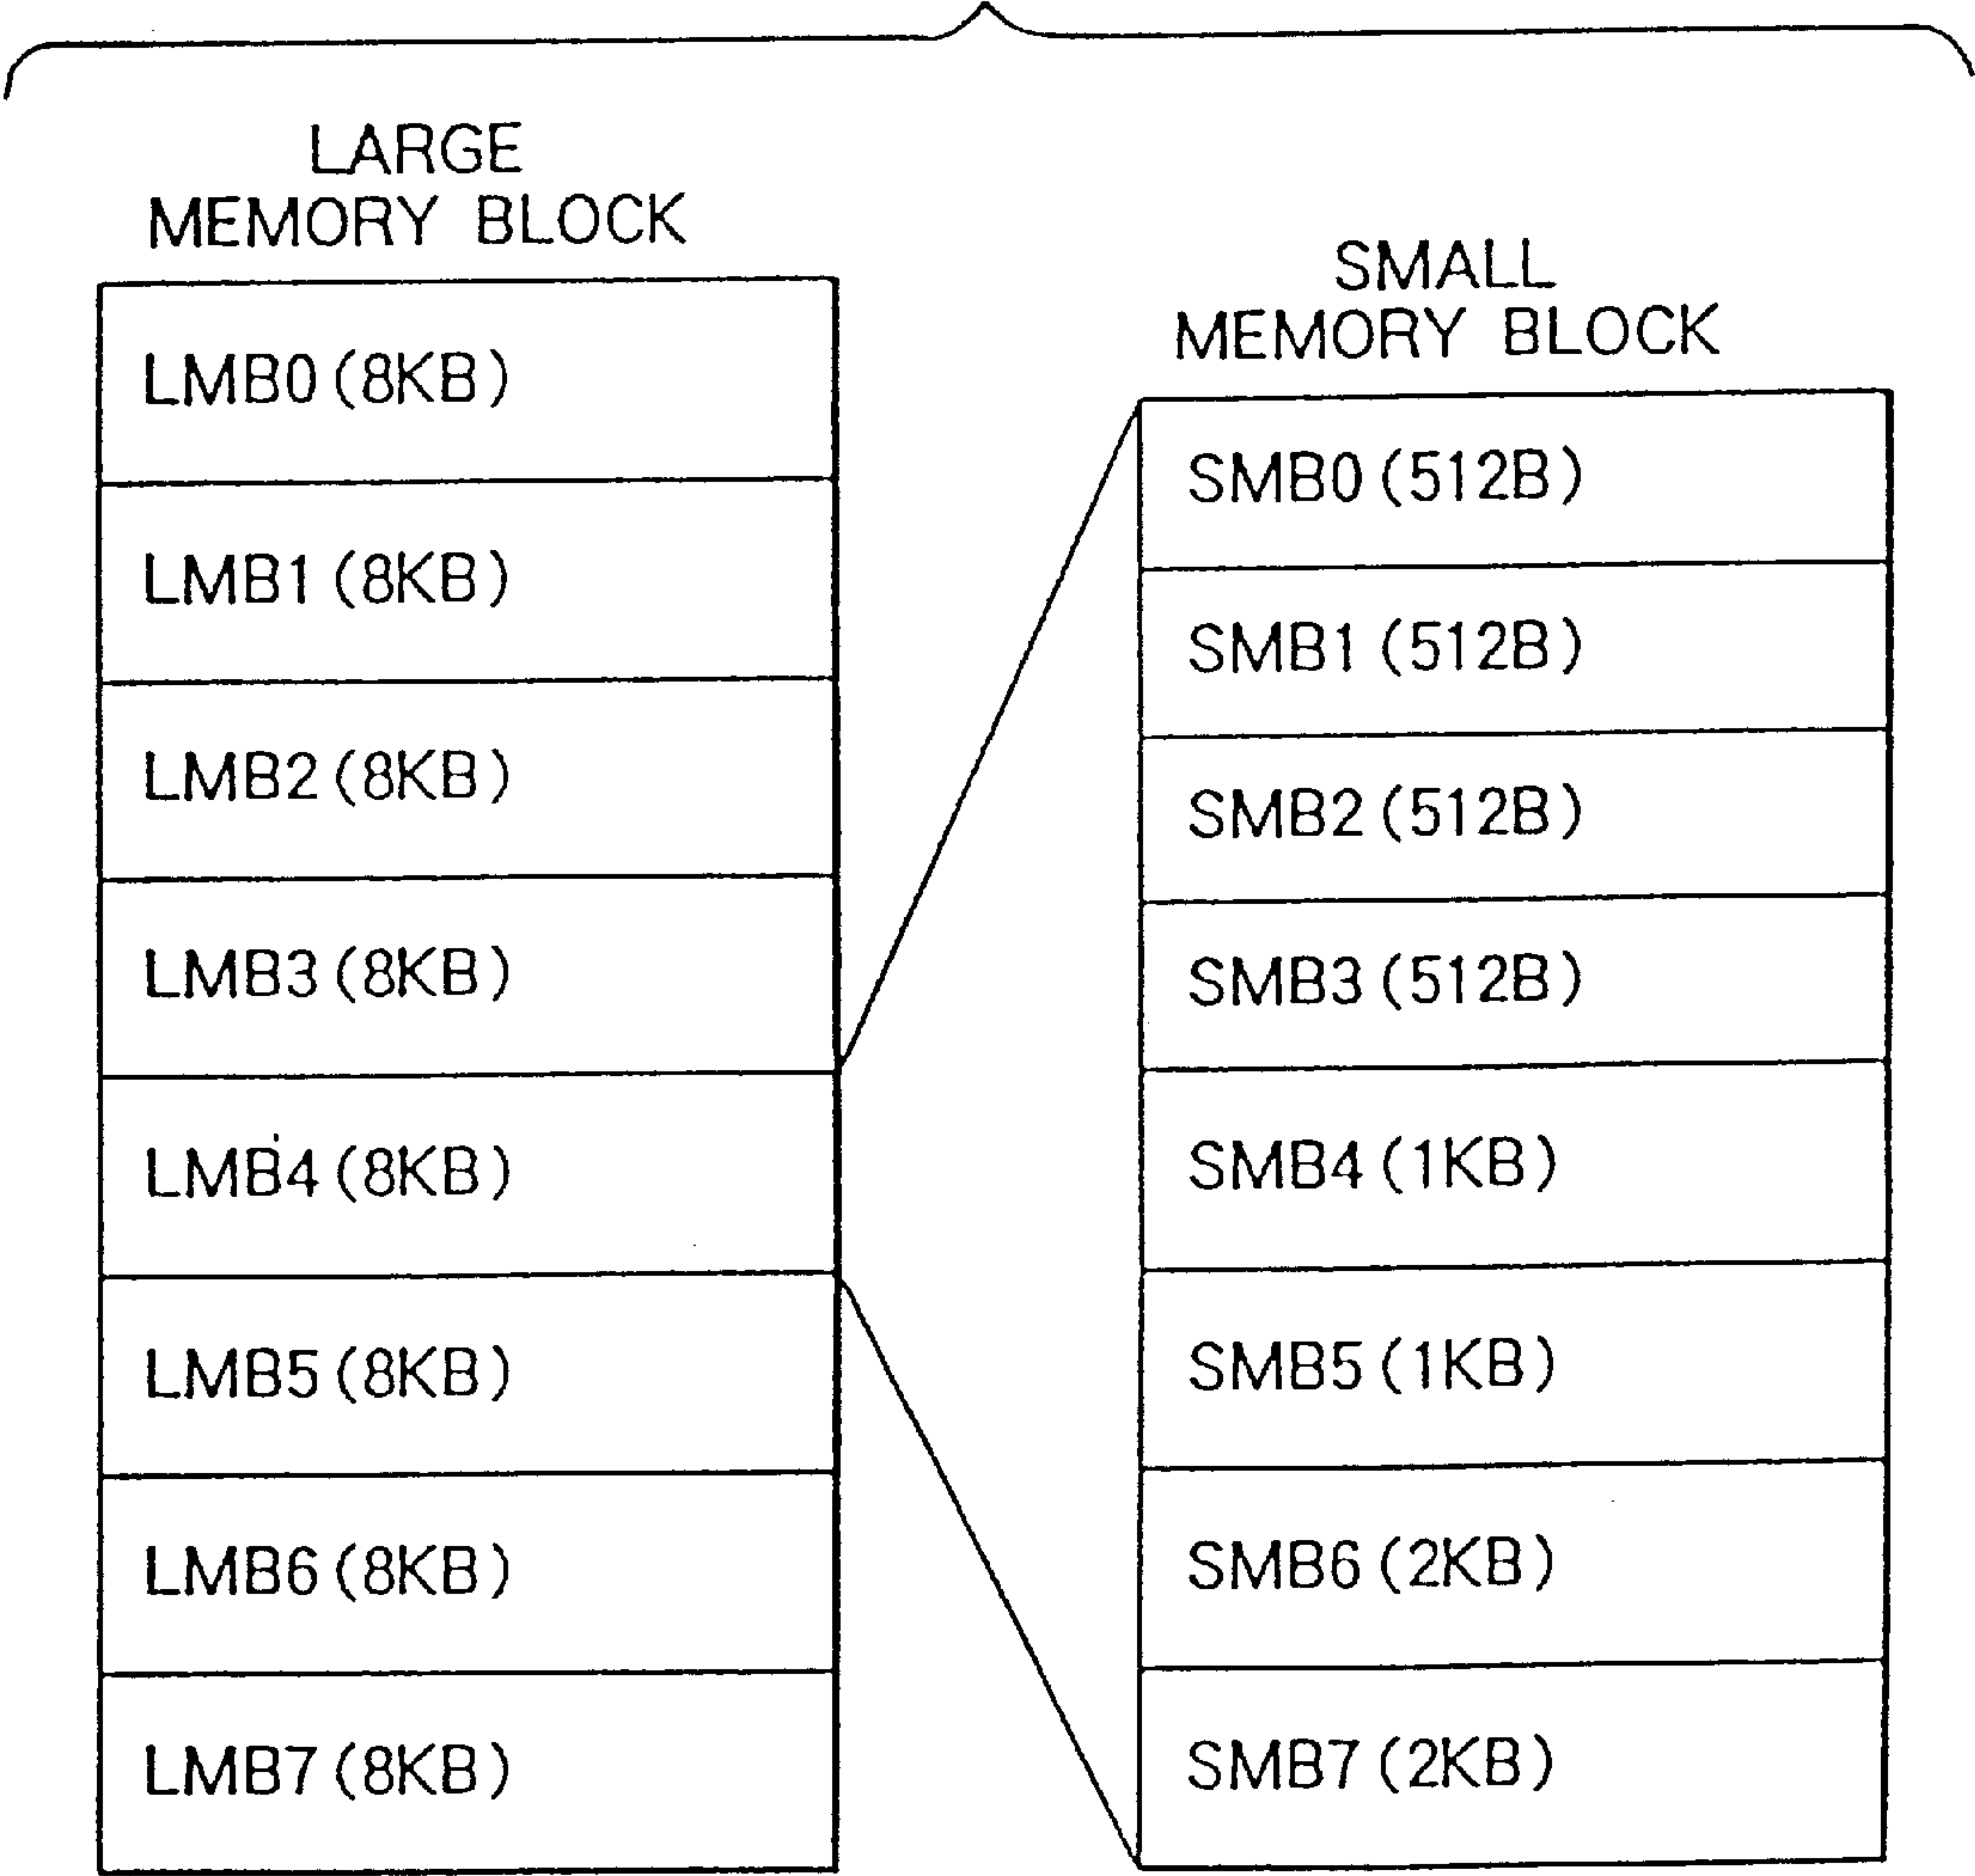 LARGE
MEMORY BLOCK
LMB0(8KB)
LMB1(8KB)
LMB2(8KB)
LMB3(8KB)
LMB4(8KB)
LMB5(8KB)
LMB6(8KB)
LMB7(8KB)
SMALL
MEMORY BLOCK
SMB0(512B)
SMB1(512B)
SMB2(512B)
SMB3(512B)
SMB4(1KB)
SMB5(1KB)
SMB6(2KB)
SMB7(2KB)